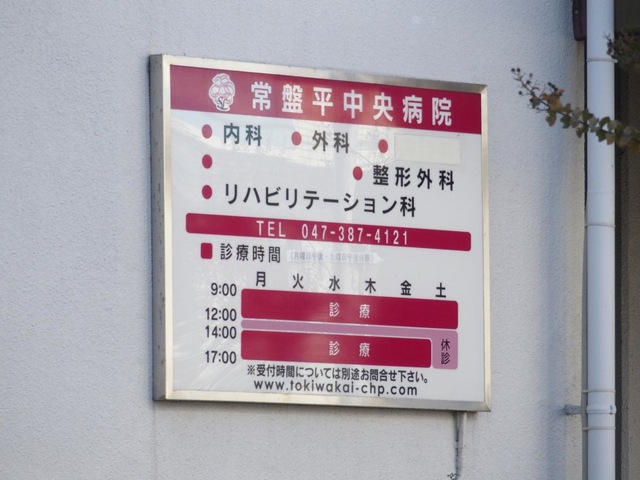 常盤平中央病院
●内科 ●外科 ●
● ●整形外科
●リハビリテーション科
TEL 047-387-4121
■診療時間
月 火 水 木 金 土
9:00
診療
12:00
14:00
診療 休診
17:00
※受付時間については別途お問合せ下さい。
www.tokiwakai-chp.com